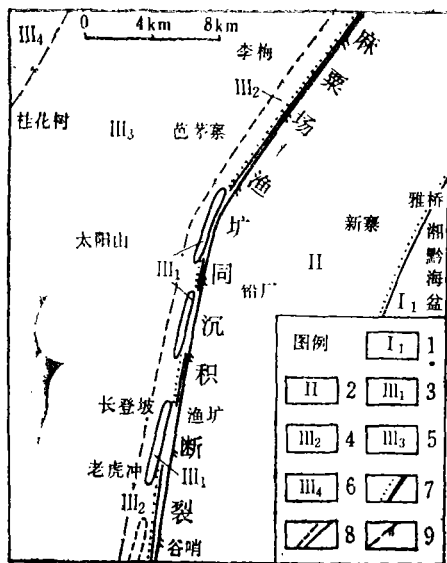 III₄
0 4km 8km
李梅
III₂
桂花树
III₃
芭茅寨
麻栗场—渔矿同沉积断裂
太阳山
III₁
新寨
II
铅厂
雅桥
湘黔海盆
I₁
长登坡
渔矿
老虎冲
III₁
III₂
谷哨
图例
I₁ 1
II 2
III₁ 3
III₂ 4
III₃ 5
III₄ 6
7
8
9